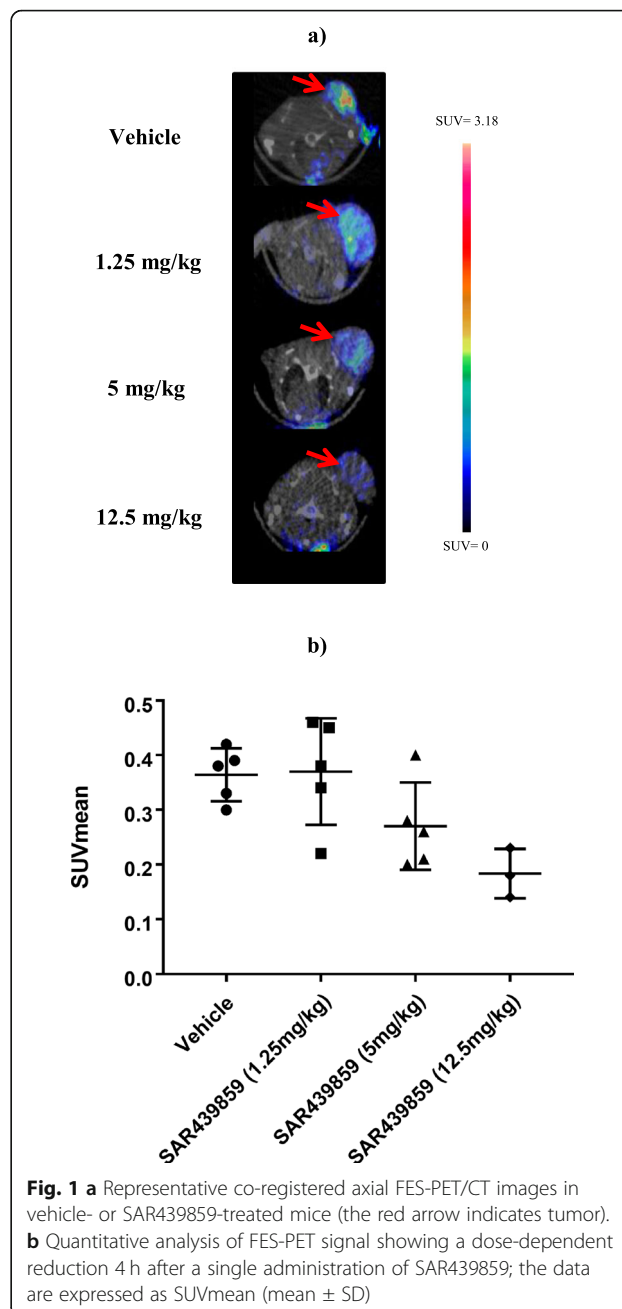 a)
Vehicle
1.25 mg/kg
5 mg/kg
12.5 mg/kg
SUV= 3.18
SUV= 0
b)
SUVmean
0.5
0.4
0.3
0.2
0.1
0.0
Vehicle
SAR439859 (1.25mg/kg)
SAR439859 (5mg/kg)
SAR439859 (12.5mg/kg)
Fig. 1 a Representative co-registered axial FES-PET/CT images in
vehicle- or SAR439859-treated mice (the red arrow indicates tumor).
b Quantitative analysis of FES-PET signal showing a dose-dependent
reduction 4 h after a single administration of SAR439859; the data
are expressed as SUVmean (mean ± SD)